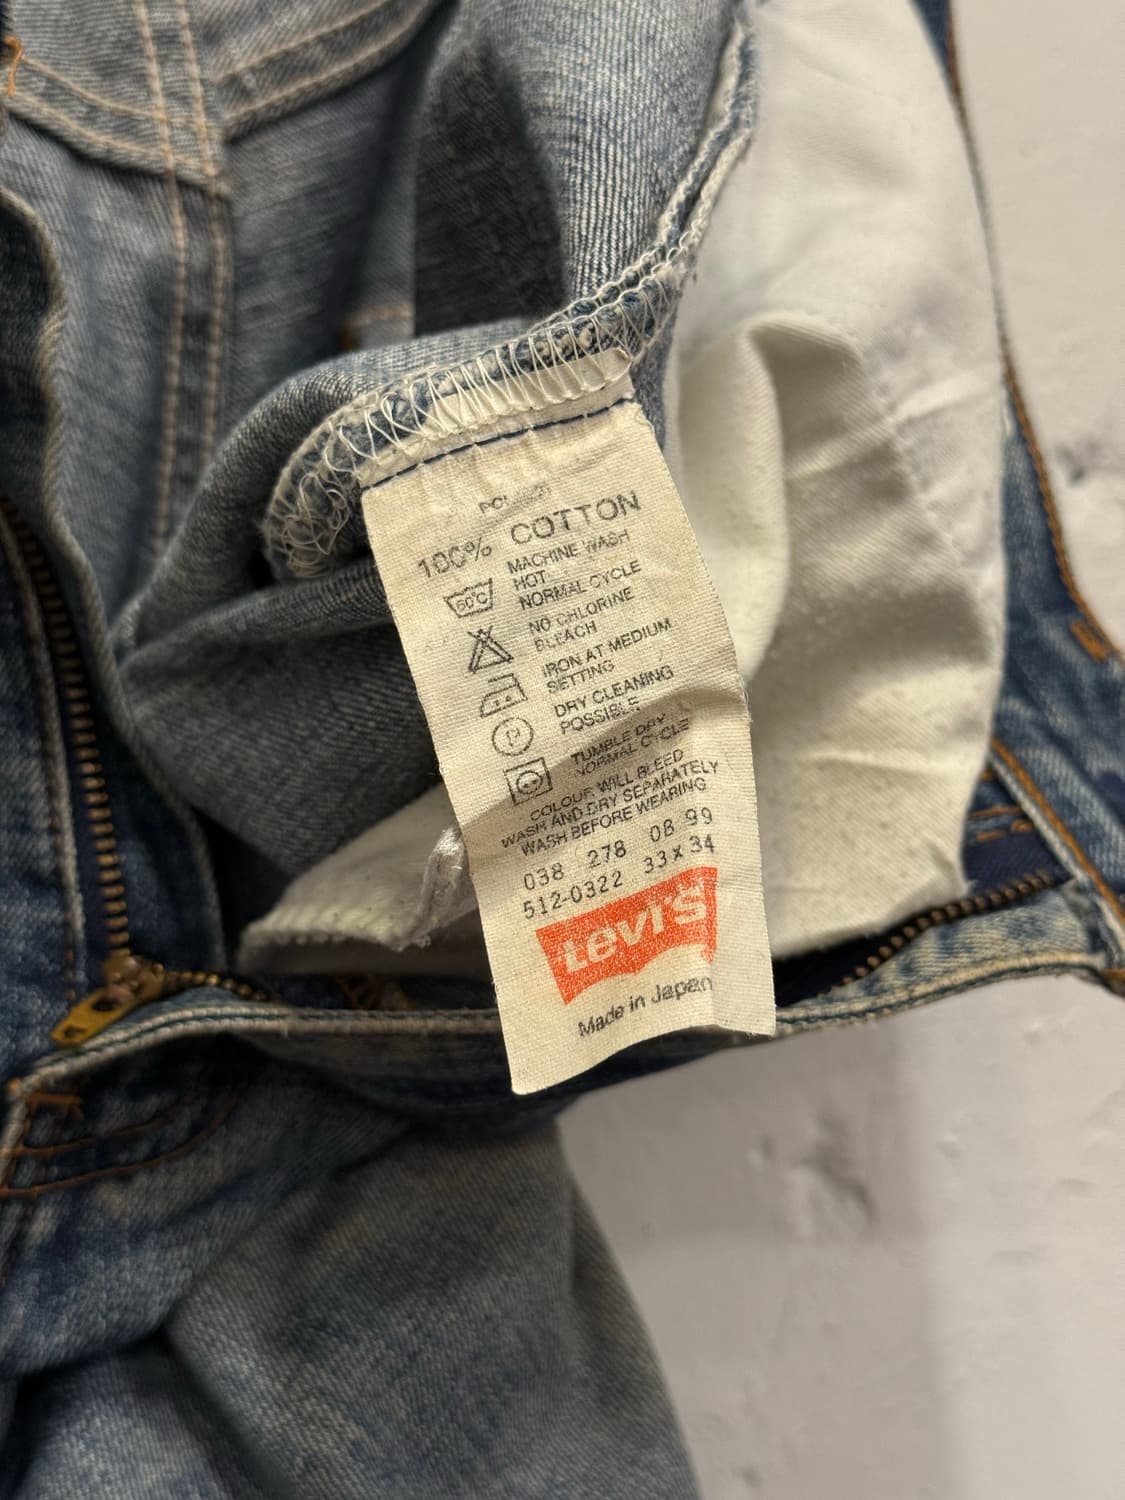 100% COTTON
60°C
MACHINE WASH
HOT
NORMAL CYCLE
NO CHLORINE
BLEACH
IRON AT MEDIUM
SETTING
P
DRY CLEANING
POSSIBLE
TUMBLE DRY
NORMAL CYCLE
COLOUR WILL BLEED
WASH AND DRY SEPARATELY
WASH BEFORE WEARING
038 278 08 99
512-0322 33 x 34
Levi's
Made in Japan